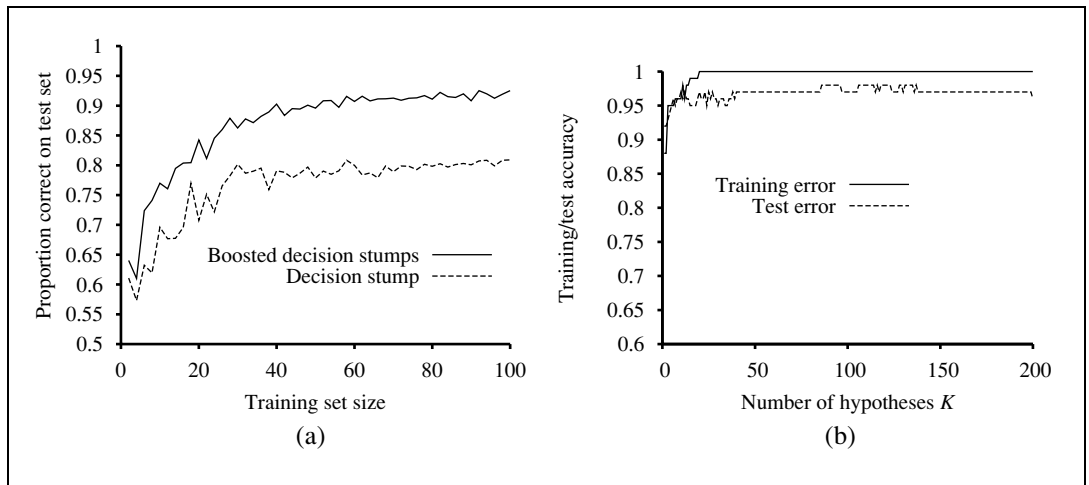 Proportion correct on test set
1
0.95
0.9
0.85
0.8
0.75
0.7
0.65
0.6
0.55
0.5
0 20 40 60 80 100
Training set size
Boosted decision stumps
Decision stump
(a)
Training/test accuracy
1
0.95
0.9
0.85
0.8
0.75
0.7
0.65
0.6
0 50 100 150 200
Number of hypotheses K
Training error
Test error
(b)